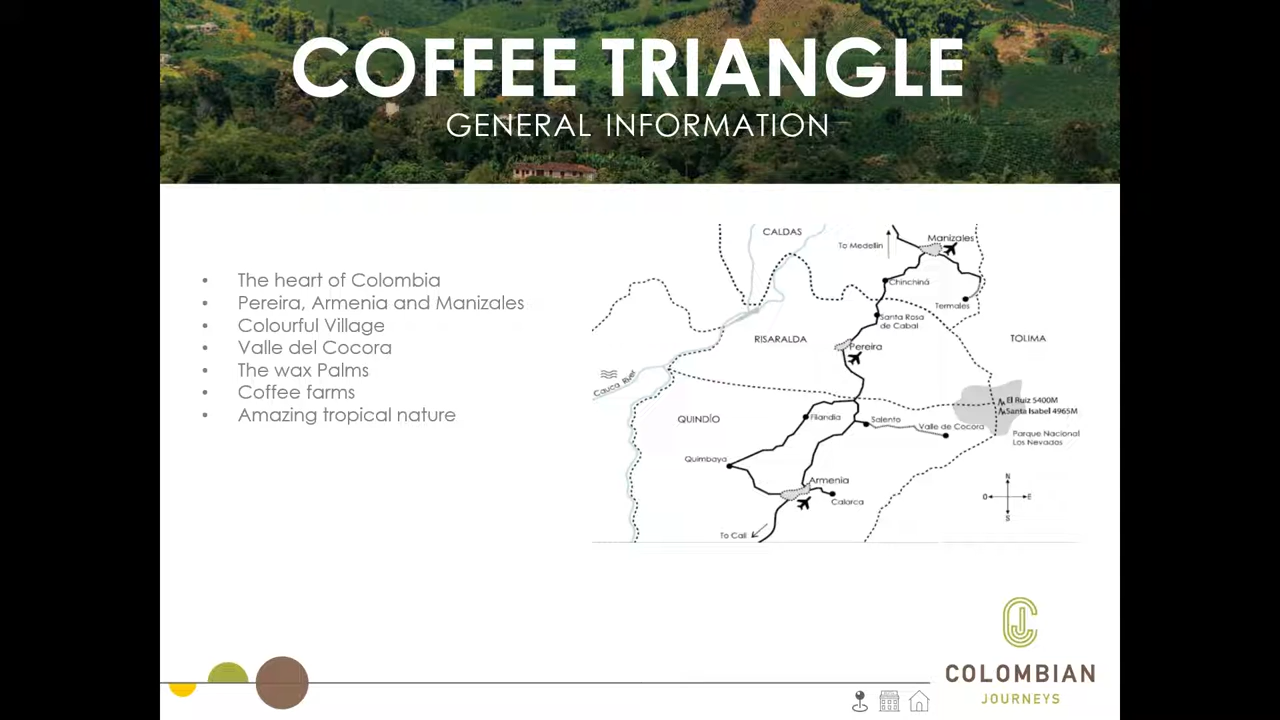 COFFEE TRIANGLE
GENERAL INFORMATION
• The heart of Colombia
• Pereira, Armenia and Manizales
• Colourful Village
• Valle del Cocora
• The wax Palms
• Coffee farms
• Amazing tropical nature
CALDAS
To Medellin
Manizales
Chinchiná
Termales
Santa Rosa
de Cabal
RISARALDA
Pereira
TOLIMA
Cauca River
El Ruiz 5400M
Santa Isabel 4965M
QUINDÍO
Filandia
Salento
Valle de Cocora
Parque Nacional
Los Nevados
Quimbaya
Armenia
Calarca
N
O
E
S
To Cali
CJ
COLOMBIAN
JOURNEYS